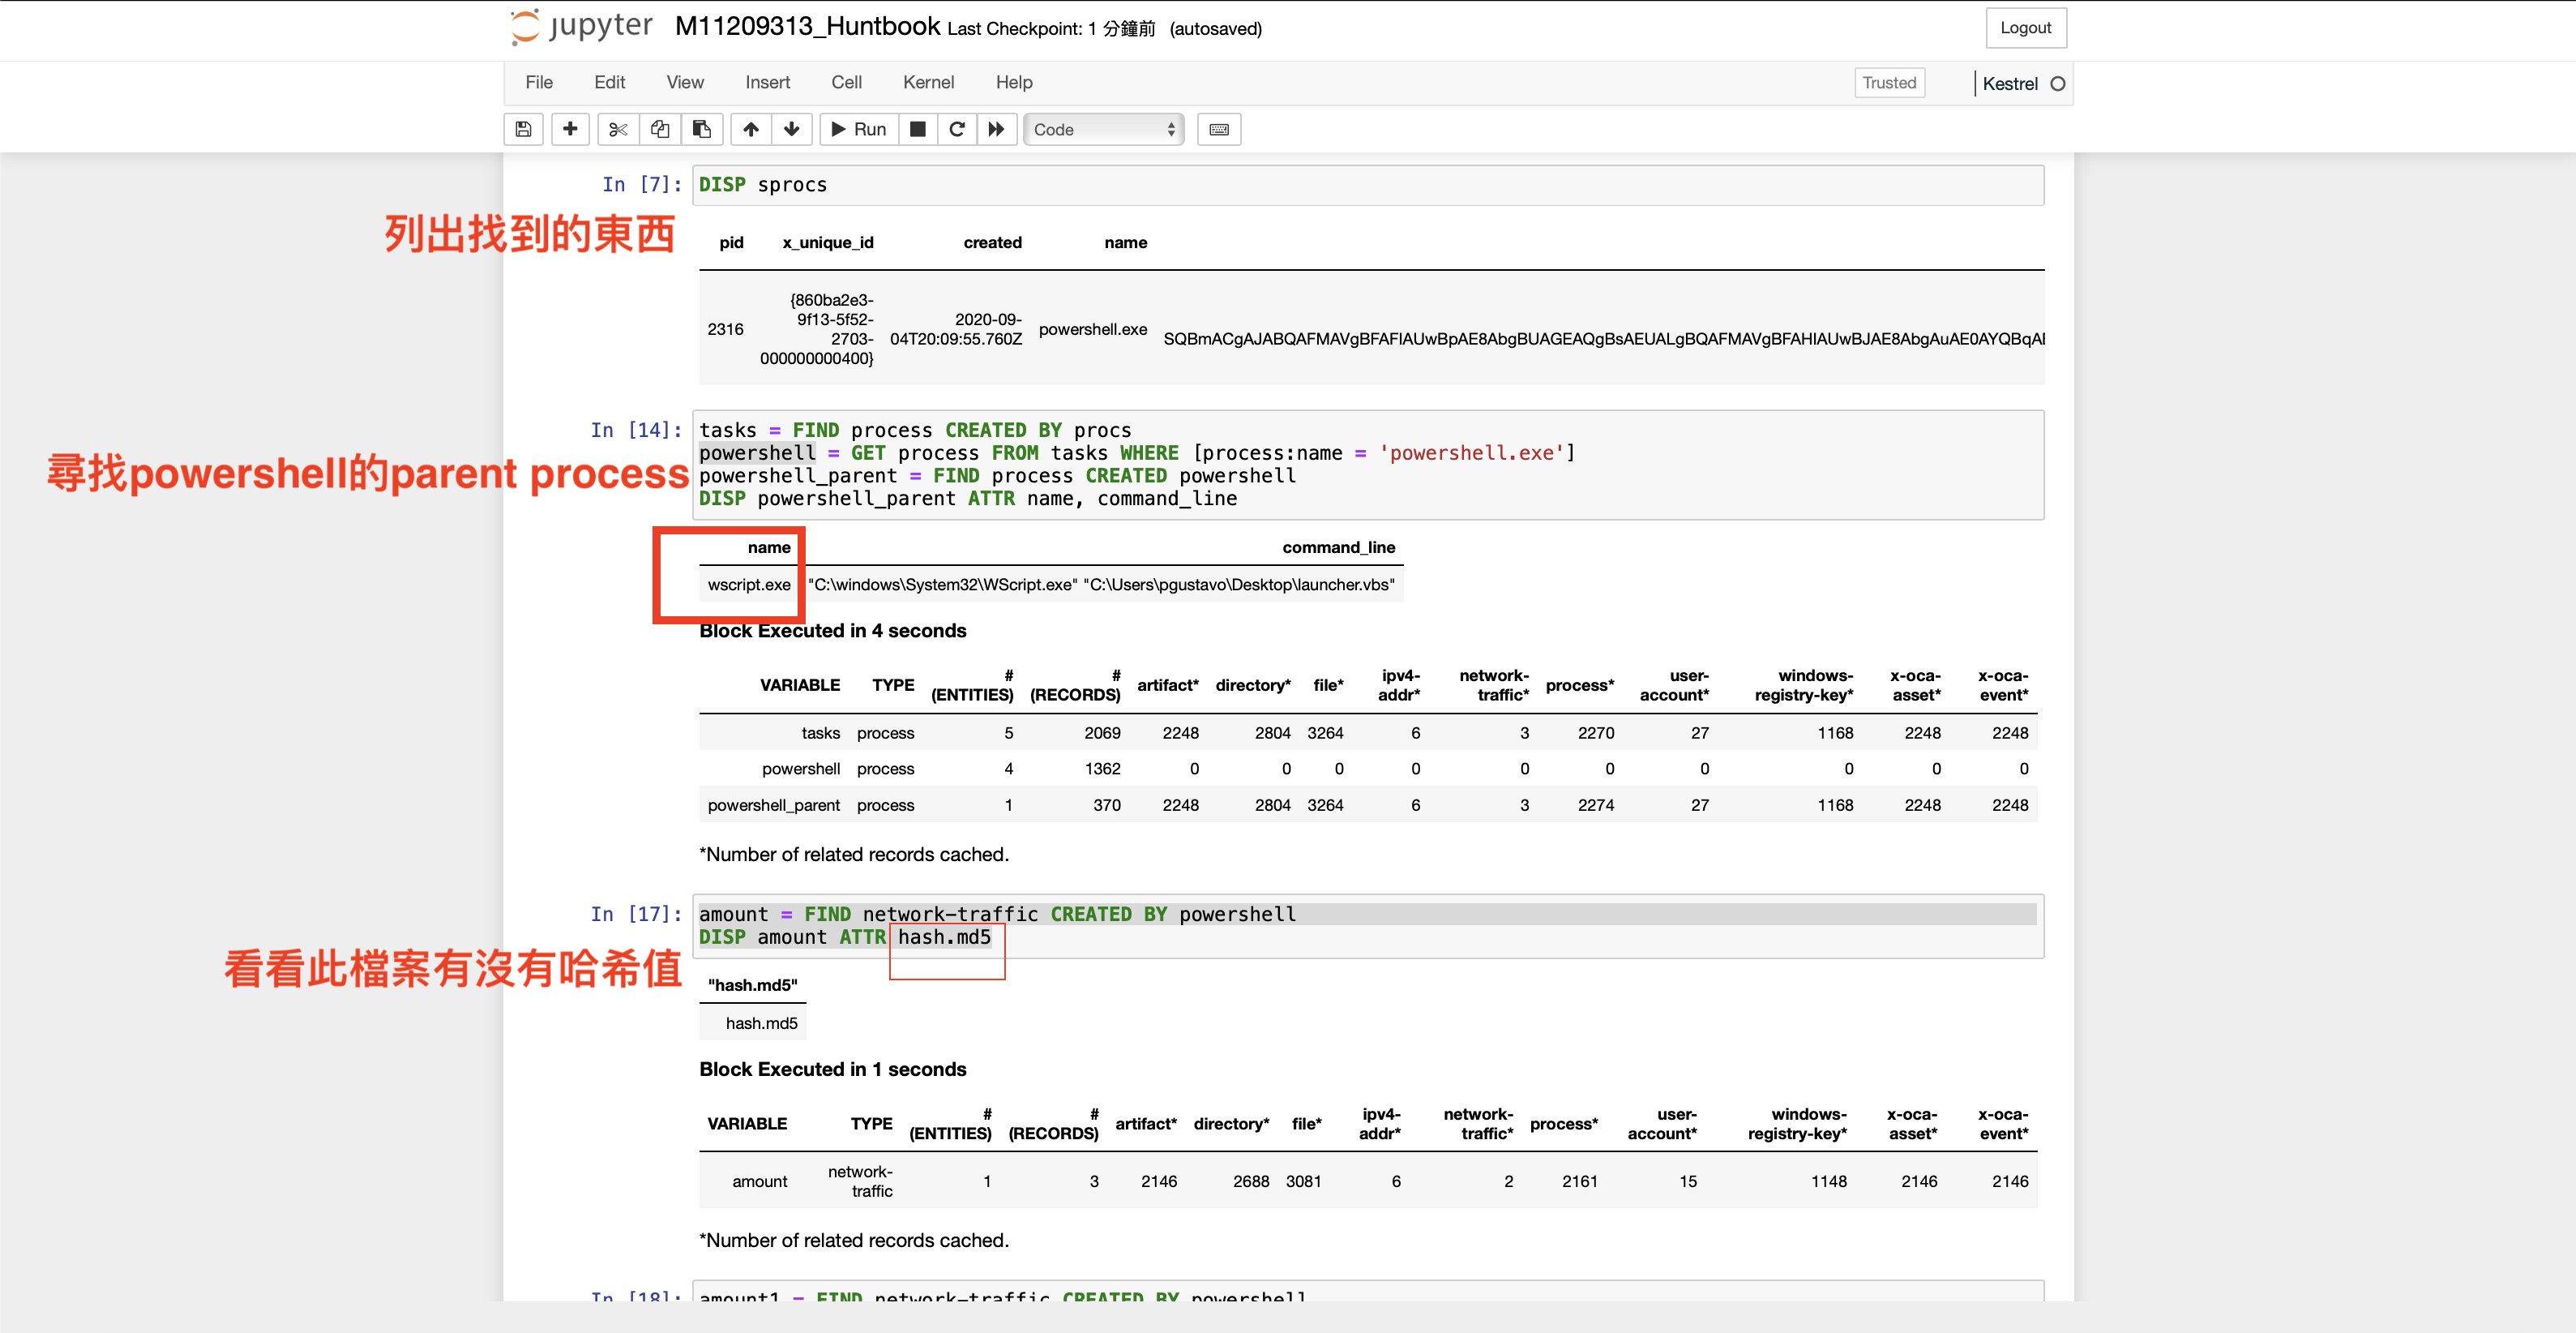 jupyter M11209313_Huntbook Last Checkpoint: 1 分鐘前 (autosaved) Logout
File Edit View Insert Cell Kernel Help Trusted Kestrel
Run Code
In [7]: DISP sprocs
列出找到的東西
pid x_unique_id created name
2316 {860ba2e3-9f13-5f52-2703-000000000400} 2020-09-04T20:09:55.760Z powershell.exe
In [14]: tasks = FIND process CREATED BY procs
powershell = GET process FROM tasks WHERE [process:name = 'powershell.exe']
尋找powershell的parent process
powershell_parent = FIND process CREATED powershell
DISP powershell_parent ATTR name, command_line
name command_line
wscript.exe "C:\windows\System32\WScript.exe" "C:\Users\pgustavo\Desktop\launcher.vbs"
Block Executed in 4 seconds
VARIABLE TYPE # (ENTITIES) # (RECORDS) artifact* directory* file* ipv4-addr* network-traffic* process* user-account* windows-registry-key* x-oca-asset* x-oca-event*
tasks process 5 2069 2248 2804 3264 6 3 2270 27 1168 2248 2248
powershell process 4 1362 0 0 0 0 0 0 0 0 0 0
powershell_parent process 1 370 2248 2804 3264 6 3 2274 27 1168 2248 2248
*Number of related records cached.
In [17]: amount = FIND network-traffic CREATED BY powershell
DISP amount ATTR hash.md5
看看此檔案有沒有哈希值
"hash.md5"
hash.md5
Block Executed in 1 seconds
VARIABLE TYPE # (ENTITIES) # (RECORDS) artifact* directory* file* ipv4-addr* network-traffic* process* user-account* windows-registry-key* x-oca-asset* x-oca-event*
amount network-traffic 1 3 2146 2688 3081 6 2 2161 15 1148 2146 2146
*Number of related records cached.
In [18]: amount1 = FIND network-traffic CREATED BY powershell